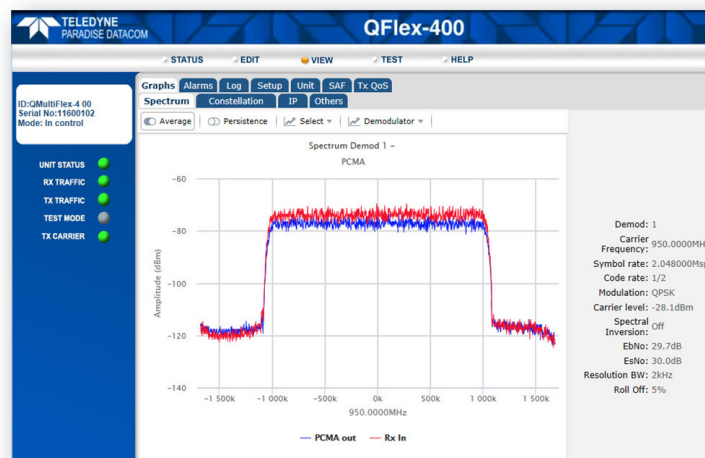 TELEDYNE
PARADISE DATACOM
QFlex-400
STATUS EDIT VIEW TEST HELP
ID:QMultiFlex-4 00
Serial No:11600102
Mode: In control
UNIT STATUS
RX TRAFFIC
TX TRAFFIC
TEST MODE
TX CARRIER
Graphs Alarms Log Setup Unit SAF Tx QoS
Spectrum Constellation IP Others
Average Persistence Select Demodulator
Spectrum Demod 1 -
PCMA
Amplitude (dBm)
-60
-80
-100
-120
-140
-1 500k -1 000k -500k 0k 500k 1 000k 1 500k
950.0000MHz
PCMA out Rx In
Demod: 1
Carrier Frequency: 950.0000MH
Symbol rate: 2.048000Msp
Code rate: 1/2
Modulation: QPSK
Carrier level: -28.1dBm
Spectral Inversion: Off
EbNo: 29.7dB
EsNo: 30.0dB
Resolution BW: 2kHz
Roll Off: 5%